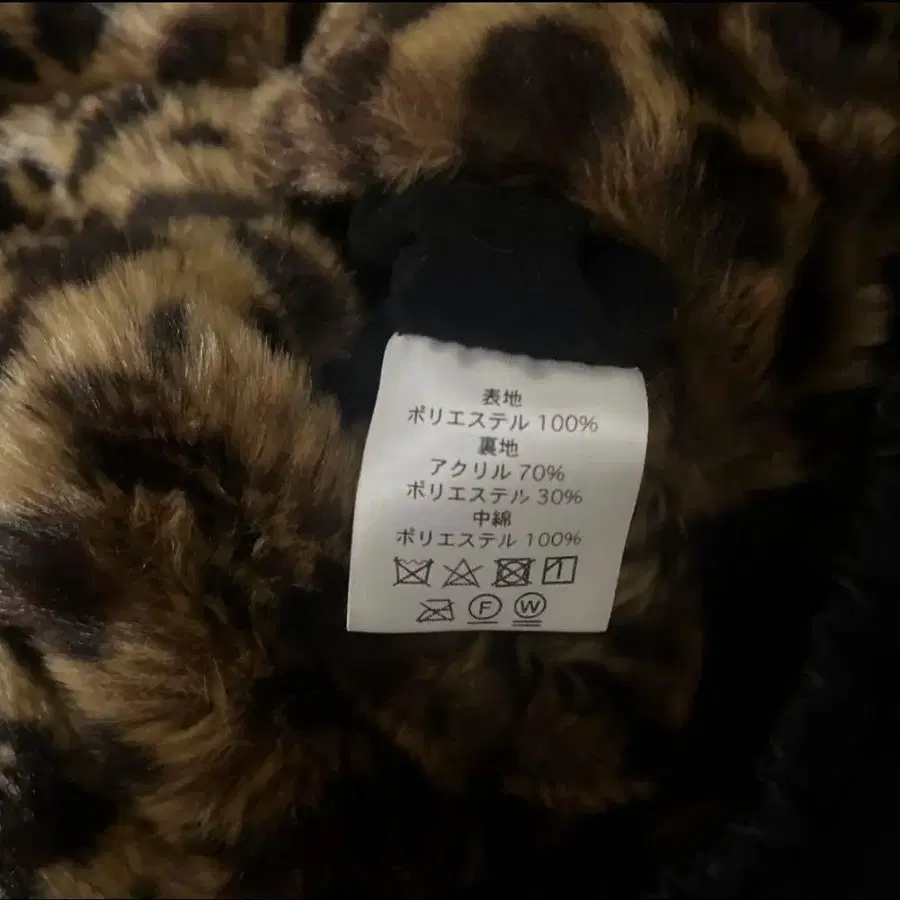 表地
ポリエステル 100%
裏地
アクリル 70%
ポリエステル 30%
中綿
ポリエステル 100%
F W